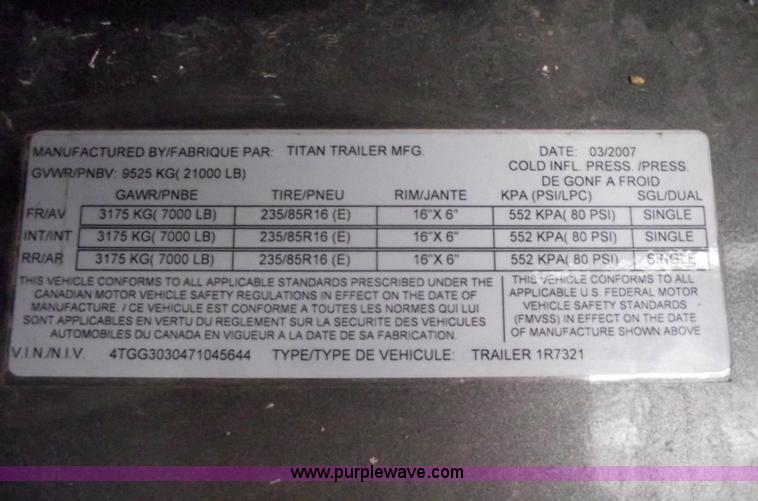 MANUFACTURED BY/FABRIQUE PAR: TITAN TRAILER MFG. DATE: 03/2007
GVWR/PNBV: 9525 KG( 21000 LB) COLD INFL. PRESS. /PRESS.
DE GONF A FROID
GAWR/PNBE TIRE/PNEU RIM/JANTE KPA (PSI/LPC) SGL/DUAL
FR/AV 3175 KG( 7000 LB) 235/85R16 (E) 16"X 6" 552 KPA( 80 PSI) SINGLE
INT/INT 3175 KG( 7000 LB) 235/85R16 (E) 16"X 6" 552 KPA( 80 PSI) SINGLE
RR/AR 3175 KG( 7000 LB) 235/85R16 (E) 16"X 6" 552 KPA( 80 PSI) SINGLE
THIS VEHICLE CONFORMS TO ALL APPLICABLE STANDARDS PRESCRIBED UNDER THE
CANADIAN MOTOR VEHICLE SAFETY REGULATIONS IN EFFECT ON THE DATE OF
MANUFACTURE. / CE VEHICULE EST CONFORME A TOUTES LES NORMES QUI LUI
SONT APPLICABLES EN VERTU DU REGLEMENT SUR LA SECURITE DES VEHICULES
AUTOMOBILES DU CANADA EN VIGUEUR A LA DATE DE SA FABRICATION.
THIS VEHICLE CONFORMS TO ALL
APPLICABLE U.S. FEDERAL MOTOR
VEHICLE SAFETY STANDARDS
(FMVSS) IN EFFECT ON THE DATE
OF MANUFACTURE SHOWN ABOVE
V.I.N./N.I.V. 4TGG3030471045644 TYPE/TYPE DE VEHICULE: TRAILER 1R7321
www.purplewave.com